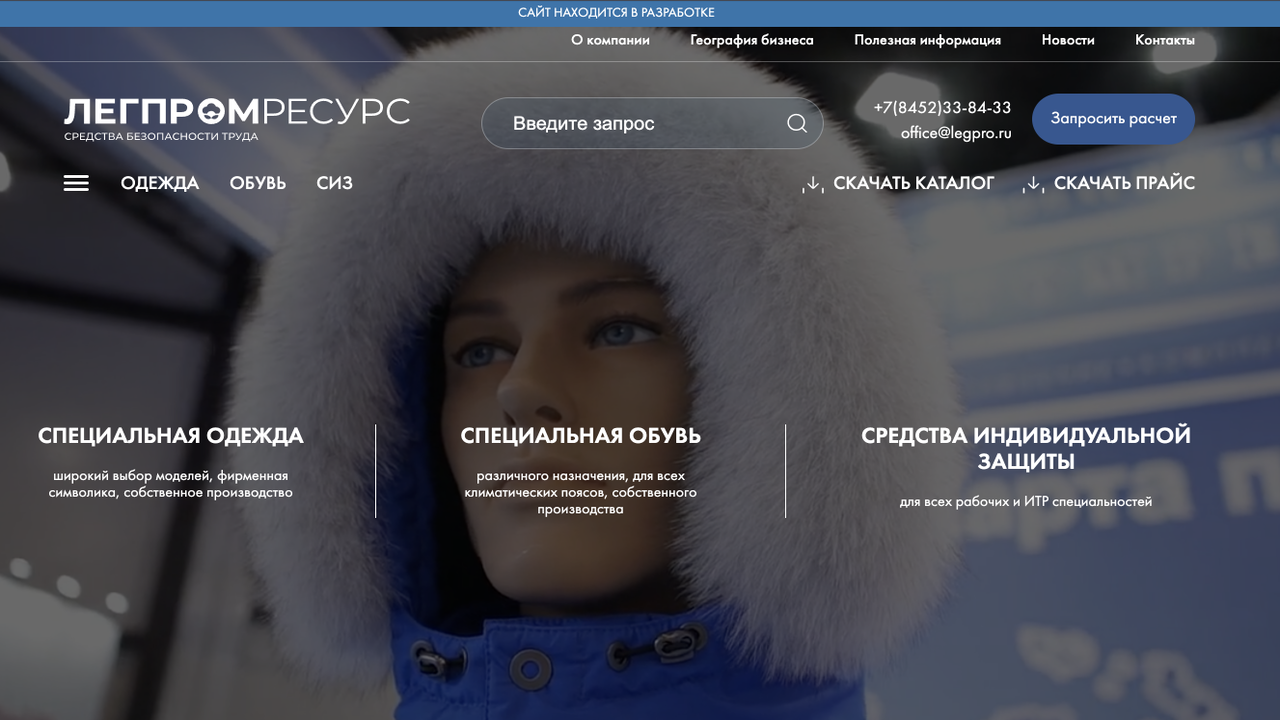 САЙТ НАХОДИТСЯ В РАЗРАБОТКЕ
О компании География бизнеса Полезная информация Новости Контакты
ЛЕГПРОМРЕСУРС
СРЕДСТВА БЕЗОПАСНОСТИ ТРУДА
Введите запрос
+7(8452)33-84-33
office@legpro.ru
Запросить расчет
ОДЕЖДА ОБУВЬ СИЗ СКАЧАТЬ КАТАЛОГ СКАЧАТЬ ПРАЙС
СПЕЦИАЛЬНАЯ ОДЕЖДА
широкий выбор моделей, фирменная
символика, собственное производство
СПЕЦИАЛЬНАЯ ОБУВЬ
различного назначения, для всех
климатических поясов, собственного
производства
СРЕДСТВА ИНДИВИДУАЛЬНОЙ
ЗАЩИТЫ
для всех рабочих и ИТР специальностей